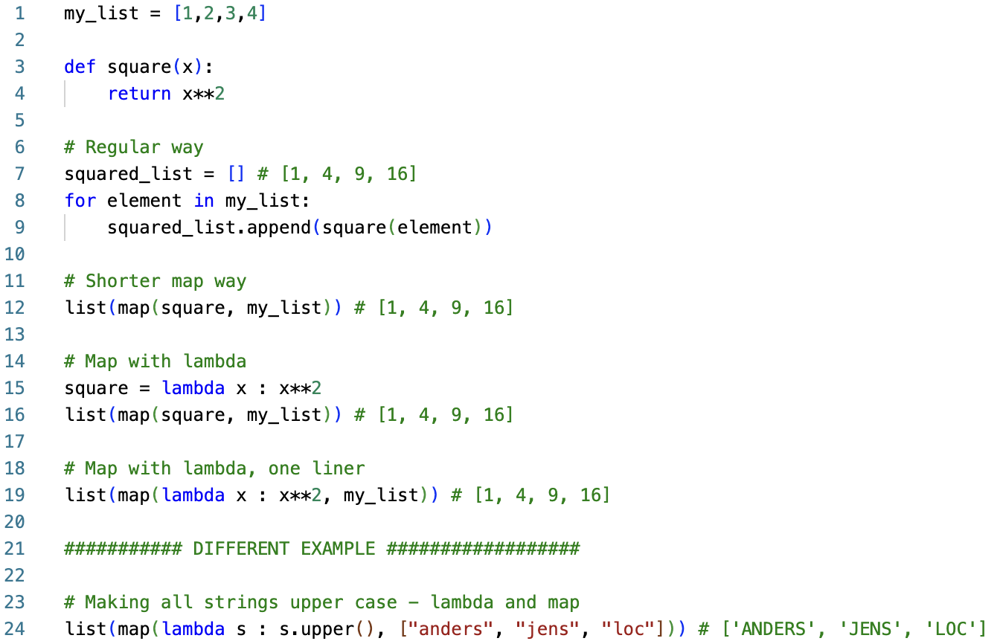 1 my_list = [1,2,3,4]
2
3 def square(x):
4     return x**2
5
6 # Regular way
7 squared_list = [] # [1, 4, 9, 16]
8 for element in my_list:
9     squared_list.append(square(element))
10
11 # Shorter map way
12 list(map(square, my_list)) # [1, 4, 9, 16]
13
14 # Map with lambda
15 square = lambda x : x**2
16 list(map(square, my_list)) # [1, 4, 9, 16]
17
18 # Map with lambda, one liner
19 list(map(lambda x : x**2, my_list)) # [1, 4, 9, 16]
20
21 ########### DIFFERENT EXAMPLE ##################
22
23 # Making all strings upper case – lambda and map
24 list(map(lambda s : s.upper(), ["anders", "jens", "loc"])) # ['ANDERS', 'JENS', 'LOC']